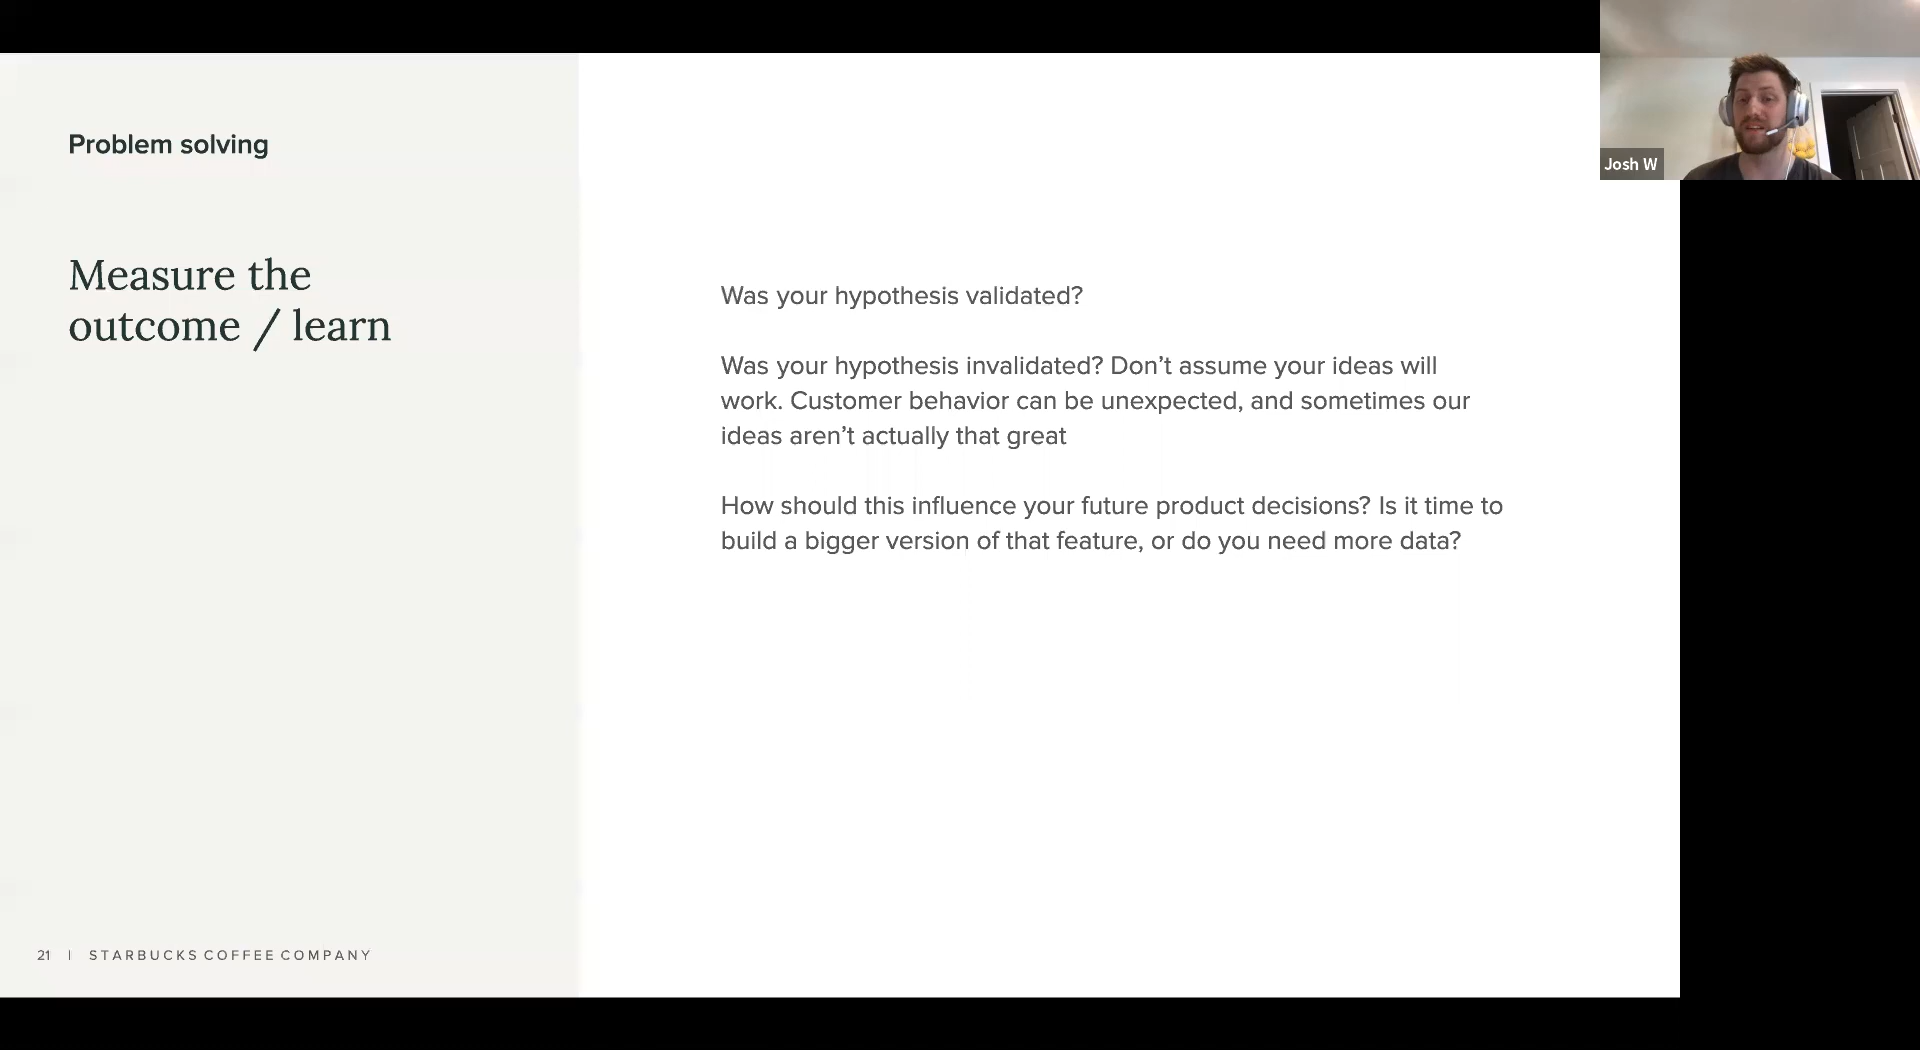 Problem solving
Measure the
outcome / learn
Was your hypothesis validated?
Was your hypothesis invalidated? Don’t assume your ideas will
work. Customer behavior can be unexpected, and sometimes our
ideas aren’t actually that great
How should this influence your future product decisions? Is it time to
build a bigger version of that feature, or do you need more data?
21 | STARBUCKS COFFEE COMPANY
Josh W